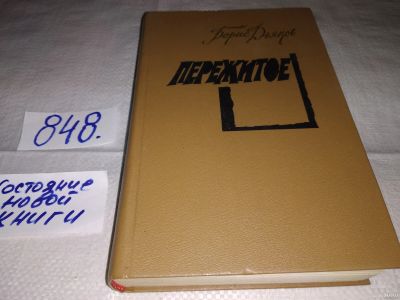 Борис Дьяков
ПЕРЕЖИТОЕ
848.
Состояние
новой
книги